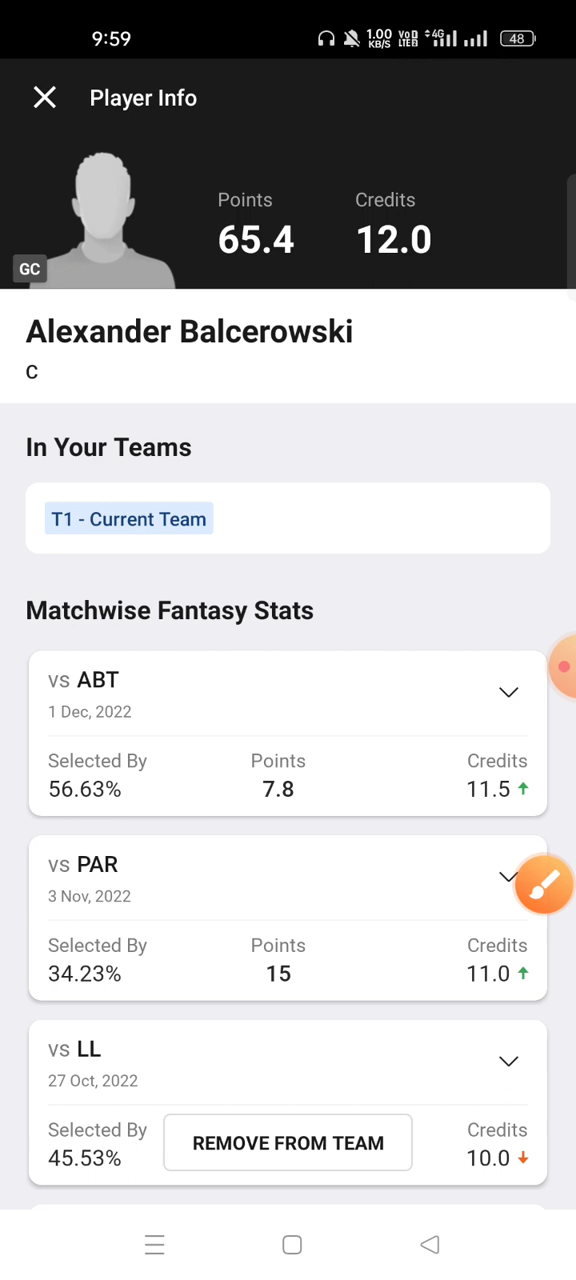 9:59
1.00 KB/S
VoD LTE
4G
48
Player Info
Points
Credits
65.4
12.0
GC
Alexander Balcerowski
C
In Your Teams
T1 - Current Team
Matchwise Fantasy Stats
vs ABT
1 Dec, 2022
Selected By
Points
Credits
56.63%
7.8
11.5
vs PAR
3 Nov, 2022
Selected By
Points
Credits
34.23%
15
11.0
vs LL
27 Oct, 2022
Selected By
Credits
45.53%
REMOVE FROM TEAM
10.0